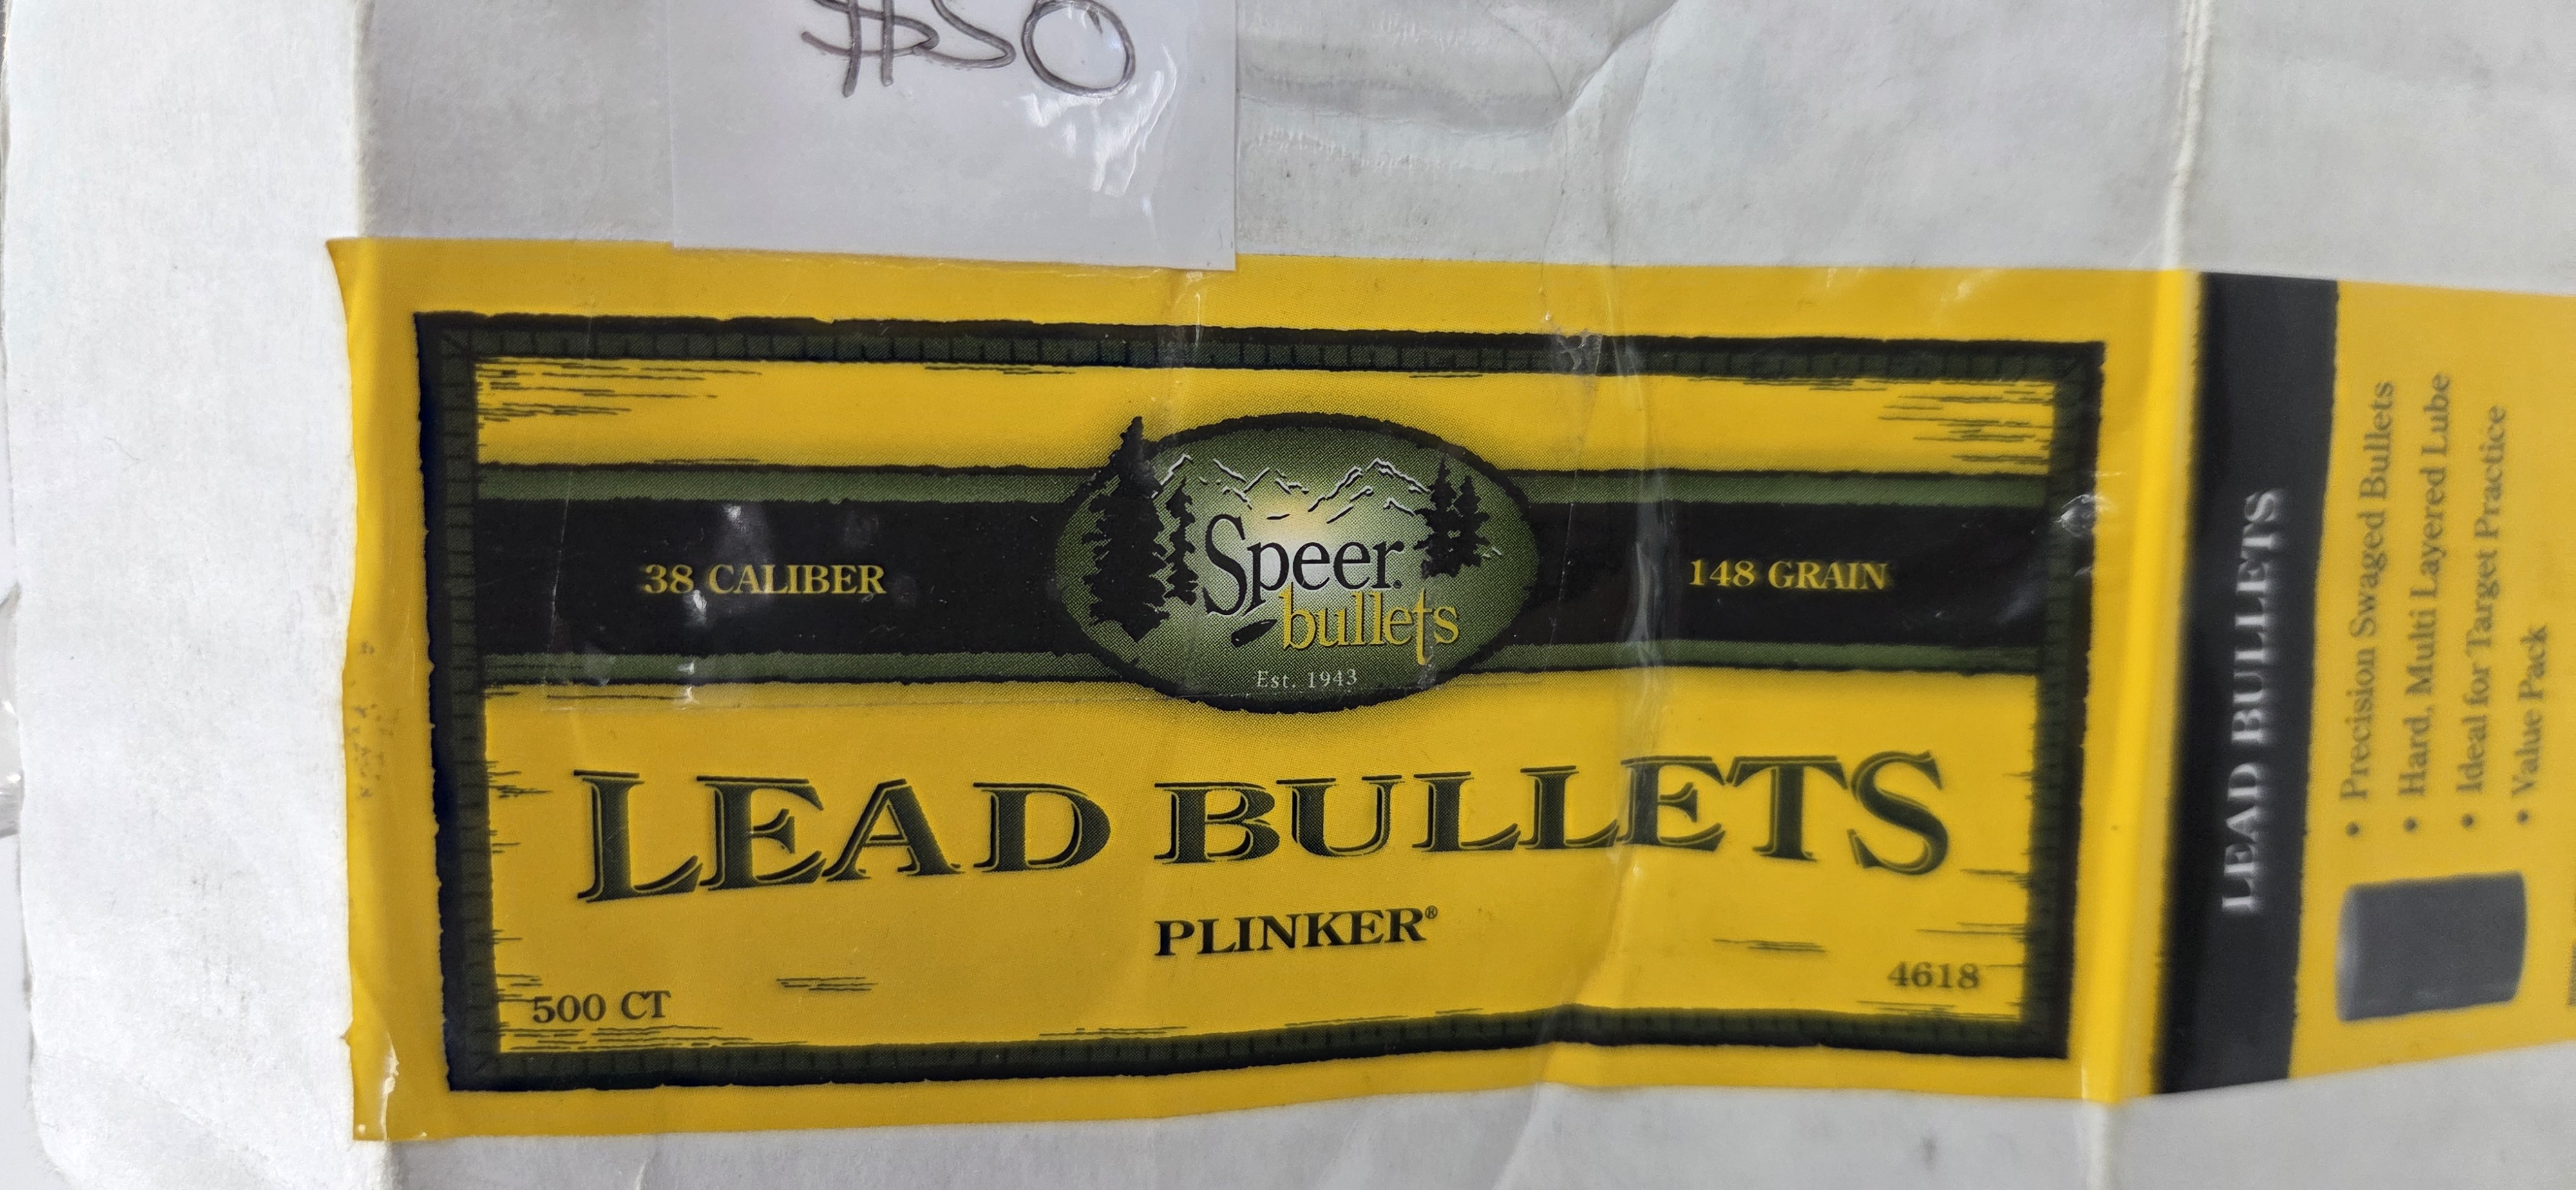 $50
38 CALIBER
Speer
bullets
Est. 1943
148 GRAIN
LEAD BULLETS
PLINKER®
500 CT
4618
LEAD BULLETS
• Precision Swaged Bullets
• Hard, Multi Layered Lube
• Ideal for Target Practice
• Value Pack